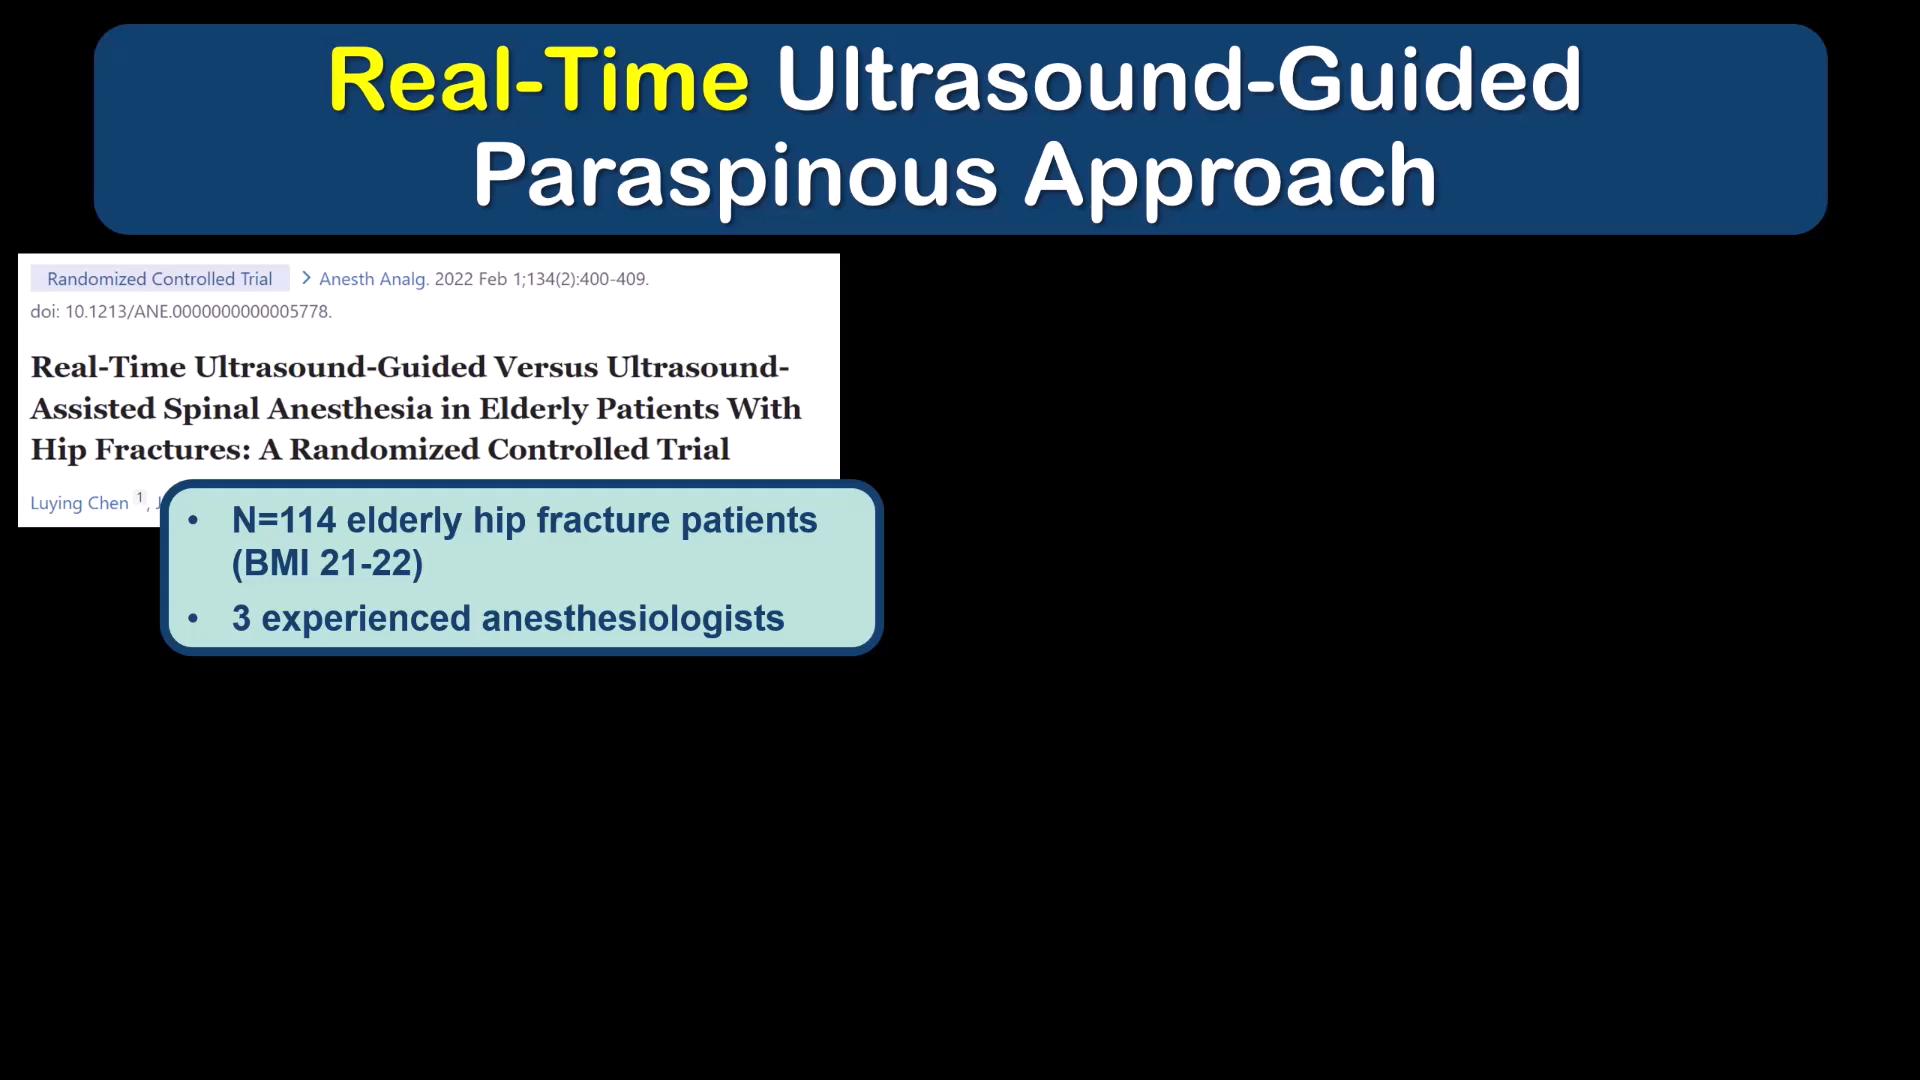 Real-Time Ultrasound-Guided
Paraspinous Approach
Randomized Controlled Trial > Anesth Analg. 2022 Feb 1;134(2):400-409.
doi: 10.1213/ANE.0000000000005778.
Real-Time Ultrasound-Guided Versus Ultrasound-
Assisted Spinal Anesthesia in Elderly Patients With
Hip Fractures: A Randomized Controlled Trial
Luying Chen 1, J
• N=114 elderly hip fracture patients
(BMI 21-22)
• 3 experienced anesthesiologists